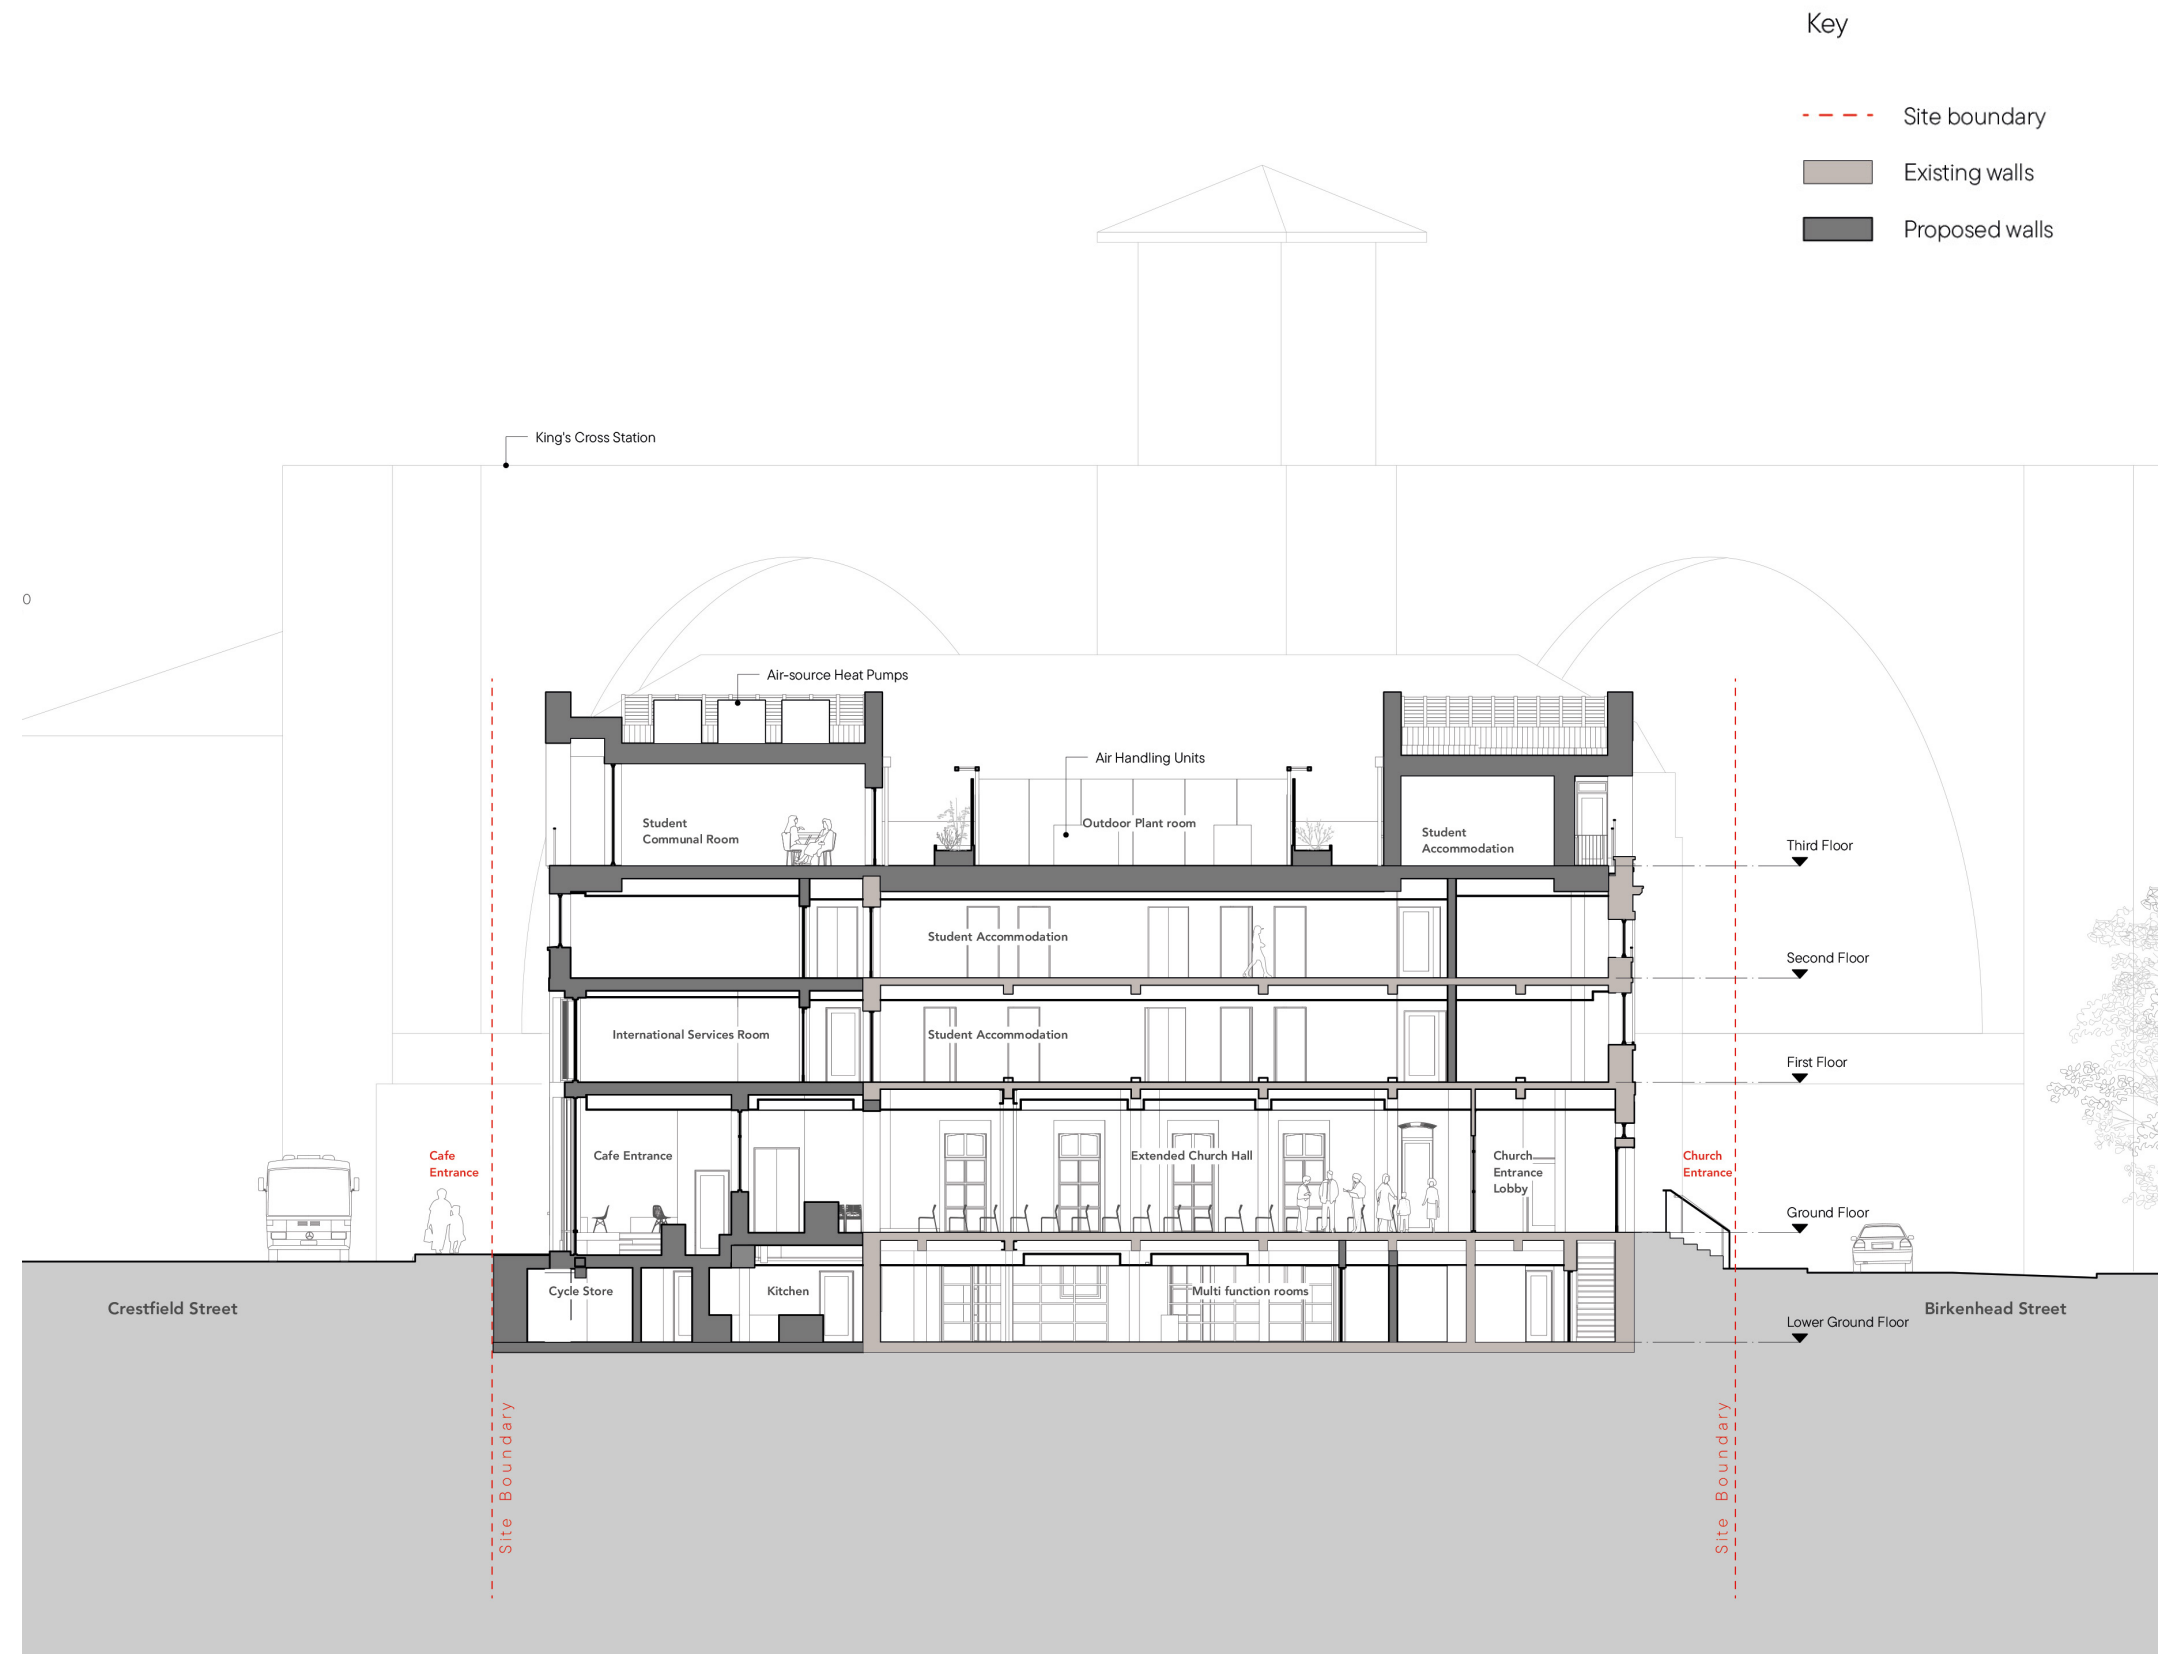 Key
Site boundary
Existing walls
Proposed walls
King's Cross Station
0
Air-source Heat Pumps
Air Handling Units
Student
Communal Room
Outdoor Plant room
Student
Accommodation
Third Floor
Student Accommodation
Second Floor
International Services Room
Student Accommodation
First Floor
Cafe
Entrance
Cafe Entrance
Extended Church Hall
Church
Entrance
Lobby
Church
Entrance
Ground Floor
Crestfield Street
Cycle Store
Kitchen
Multi function rooms
Birkenhead Street
Lower Ground Floor
Site Boundary
Site Boundary